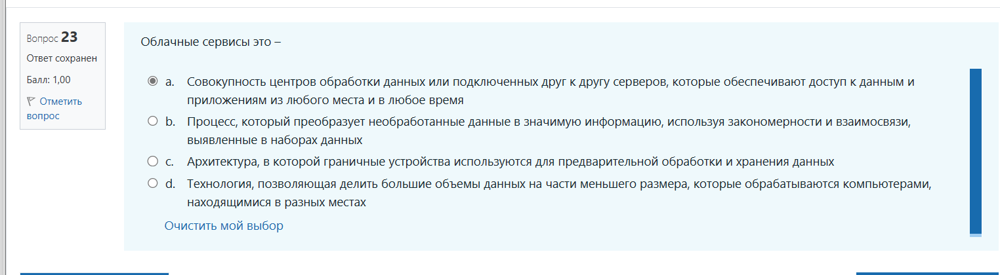 Вопрос 23
Ответ сохранен
Балл: 1,00
Отметить
вопрос
Облачные сервисы это –
a. Совокупность центров обработки данных или подключенных друг к другу серверов, которые обеспечивают доступ к данным и
приложениям из любого места и в любое время
b. Процесс, который преобразует необработанные данные в значимую информацию, используя закономерности и взаимосвязи,
выявленные в наборах данных
c. Архитектура, в которой граничные устройства используются для предварительной обработки и хранения данных
d. Технология, позволяющая делить большие объемы данных на части меньшего размера, которые обрабатываются компьютерами,
находящимися в разных местах
Очистить мой выбор